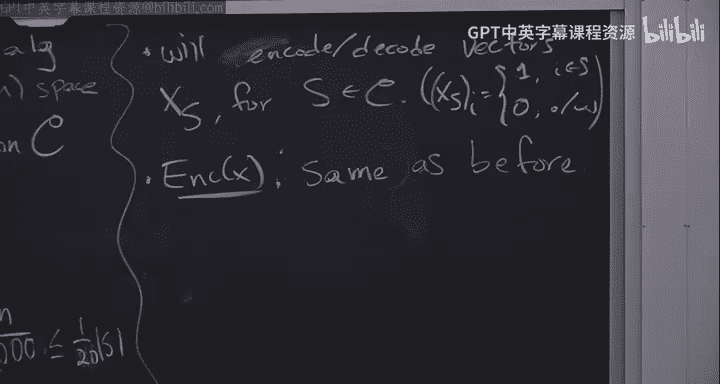 GPT中英字幕课程资源@bilibili.com
GPT中英字幕课程资源 bilibili
alg
) space
on C
n
000 ≤ 1/20 |S|
• will encode/decode vectors
X_S, for S ∈ C. ((X_S)_i = { 1, i∈S
0, o/w )
• Enc(x): same as before